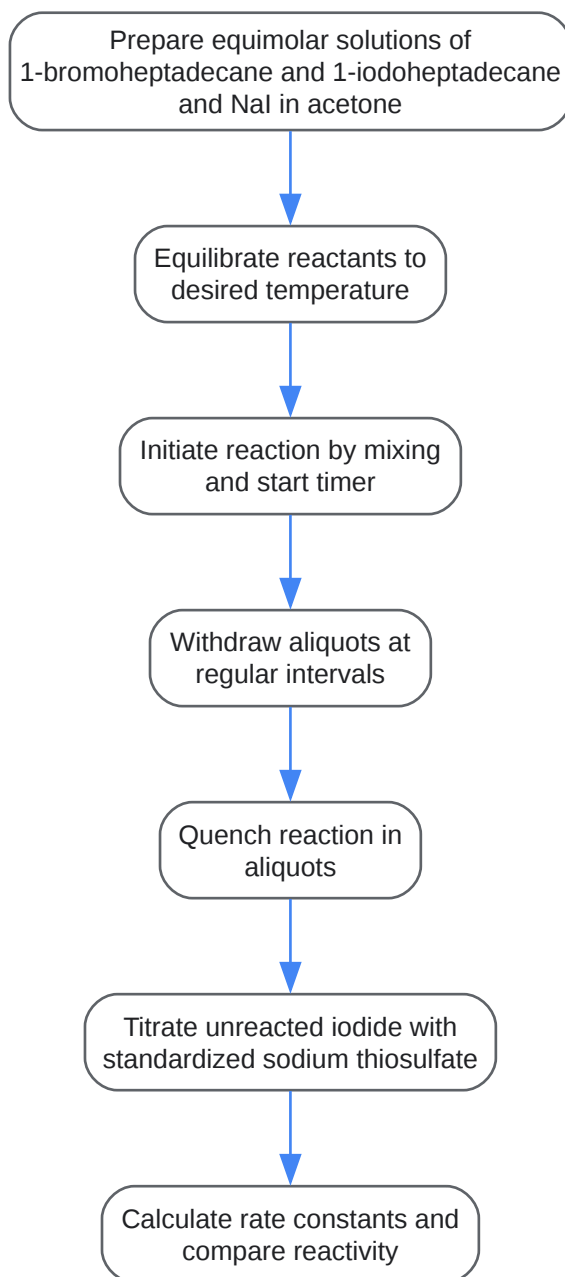 Prepare equimolar solutions of
1-bromoheptadecane and 1-iodoheptadecane
and NaI in acetone
Equilibrate reactants to
desired temperature
Initiate reaction by mixing
and start timer
Withdraw aliquots at
regular intervals
Quench reaction in
aliquots
Titrate unreacted iodide with
standardized sodium thiosulfate
Calculate rate constants and
compare reactivity